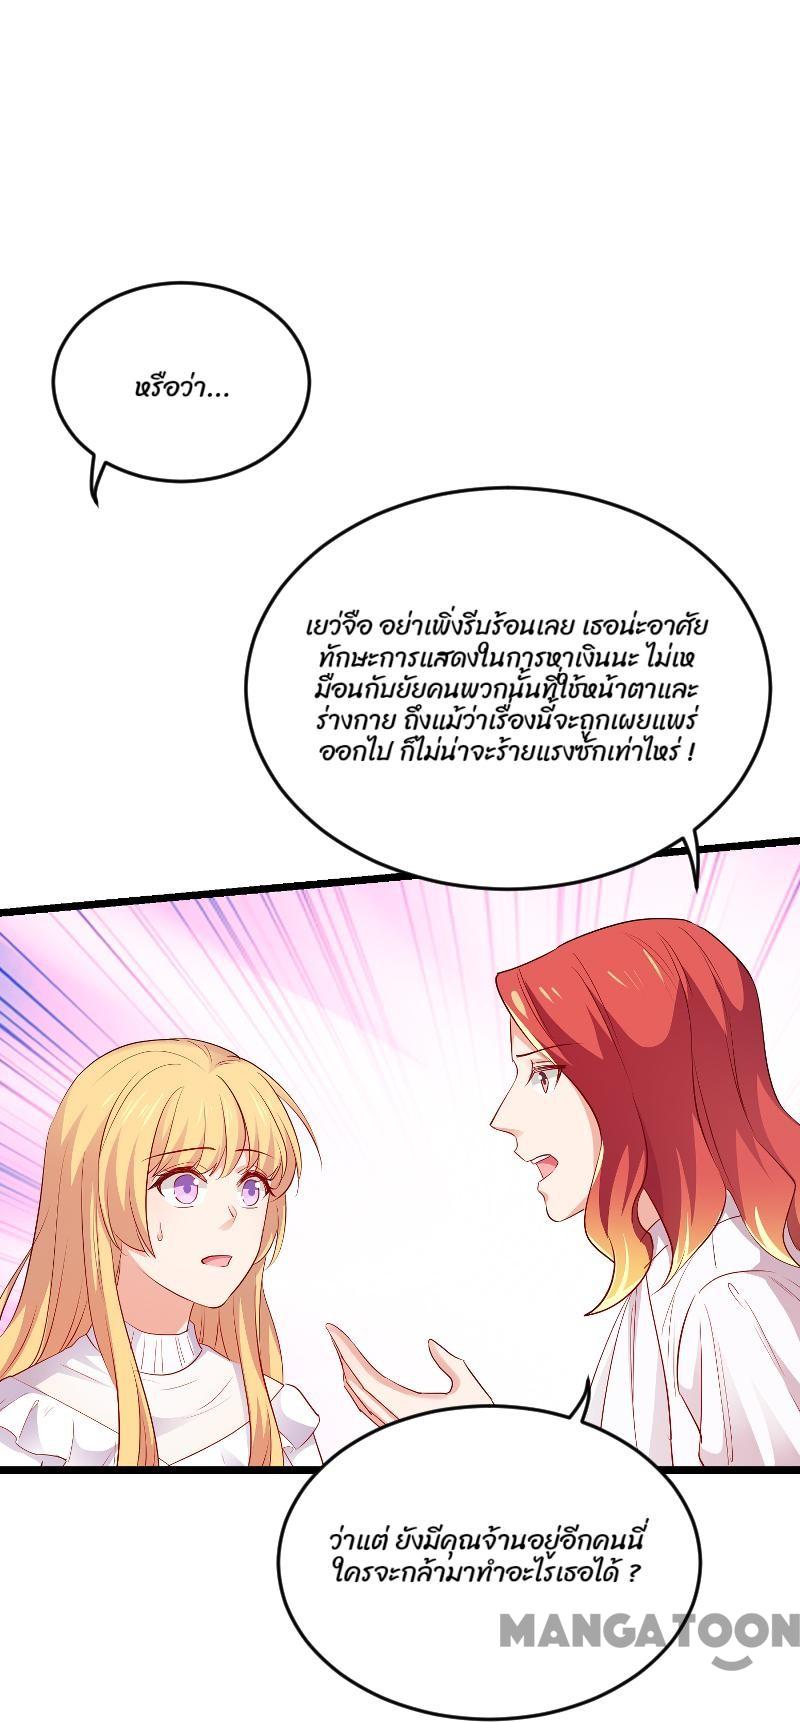 หรือว่า...
เยว่จือ อย่าเพิ่งรีบร้อนเลย เธอน่ะอาศัย
ทักษะการแสดงในการหาเงินนะ ไม่เห
มือนกับยัยคนพวกนั้นที่ใช้หน้าตาและ
ร่างกาย ถึงแม้ว่าเรื่องนี้จะถูกเผยแพร่
ออกไป ก็ไม่น่าจะร้ายแรงซักเท่าไหร่ !
ว่าแต่ ยังมีคุณจ้านอยู่อีกคนนี่
ใครจะกล้ามาทำอะไรเธอได้ ?
MANGATOON